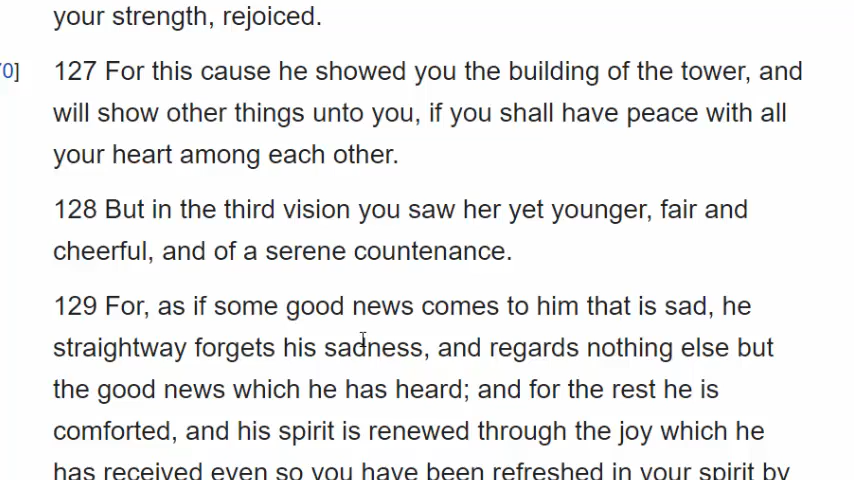 your strength, rejoiced.
0] 127 For this cause he showed you the building of the tower, and
will show other things unto you, if you shall have peace with all
your heart among each other.
128 But in the third vision you saw her yet younger, fair and
cheerful, and of a serene countenance.
129 For, as if some good news comes to him that is sad, he
straightway forgets his sadness, and regards nothing else but
the good news which he has heard; and for the rest he is
comforted, and his spirit is renewed through the joy which he
has received even so you have been refreshed in your spirit by